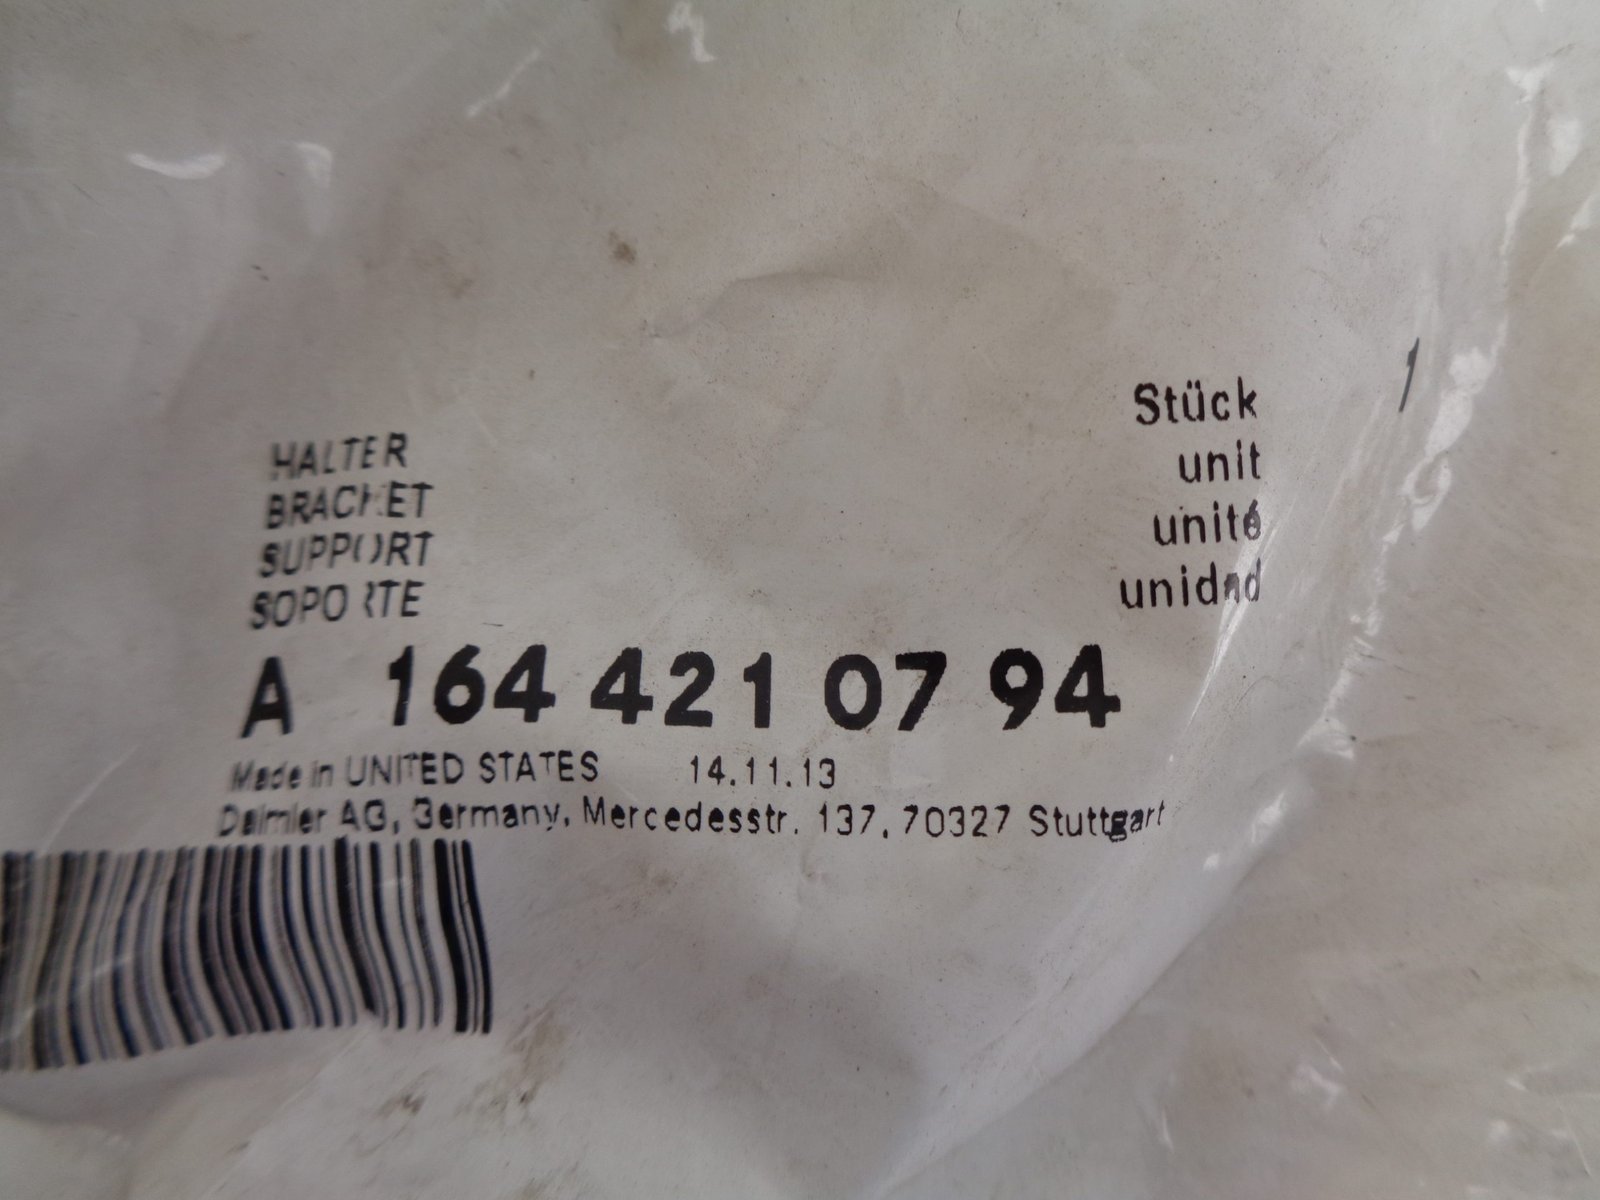 Stück 1
unit
unité
unidad
HALTER
BRACKET
SUPPORT
SOPORTE
A 164 421 07 94
Made in UNITED STATES 14.11.13
Daimler AG, Germany, Mercedesstr. 137, 70327 Stuttgart